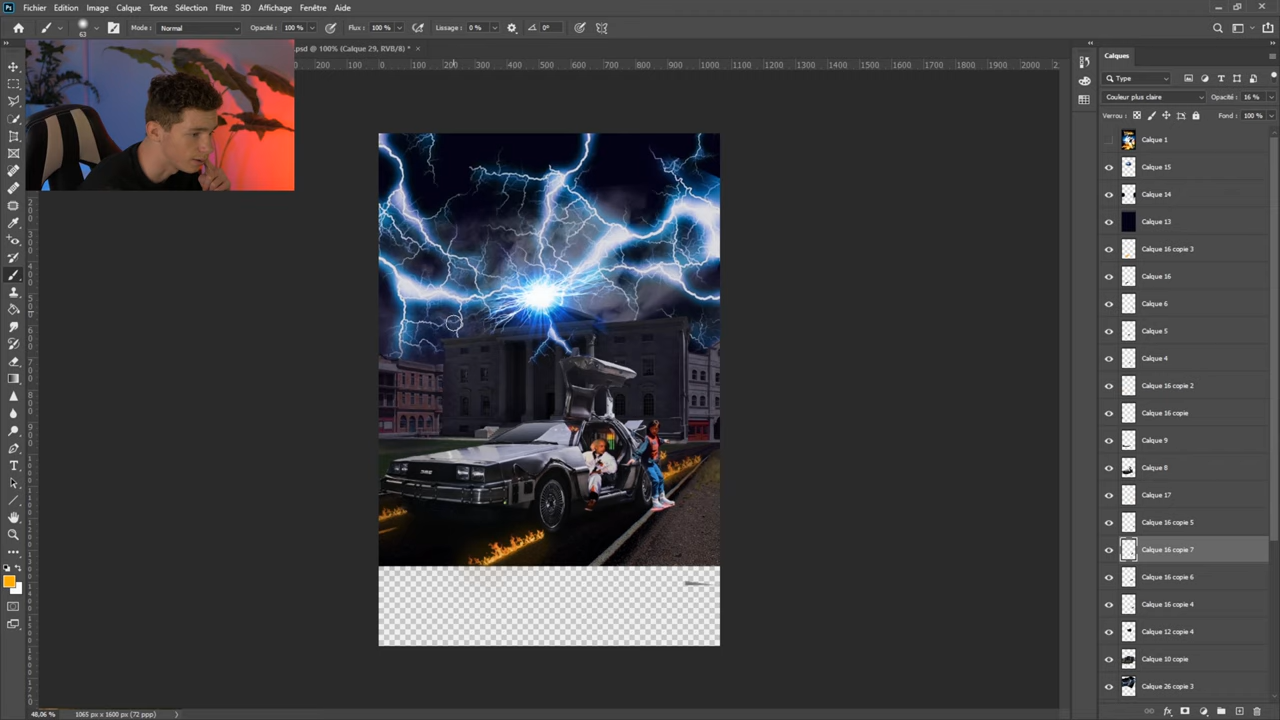 Fichier Edition Image Calque Texte Sélection Filtre 3D Affichage Fenêtre Aide
63 Mode : Normal Opacité : 100 % Flux : 100 % Lissage : 0 % 0°
.psd @ 100% (Calque 29, RVB/8) *
Calques
Type
Couleur plus claire Opacité : 16 %
Verrou : Fond : 100 %
Calque 1
Calque 15
Calque 14
Calque 13
Calque 16 copie 3
Calque 16
Calque 6
Calque 5
Calque 4
Calque 16 copie 2
Calque 16 copie
Calque 9
Calque 8
Calque 17
Calque 16 copie 5
Calque 16 copie 7
Calque 16 copie 6
Calque 16 copie 4
Calque 12 copie 4
Calque 10 copie
Calque 26 copie 3
48,06 % 1065 px x 1600 px (72 ppp)